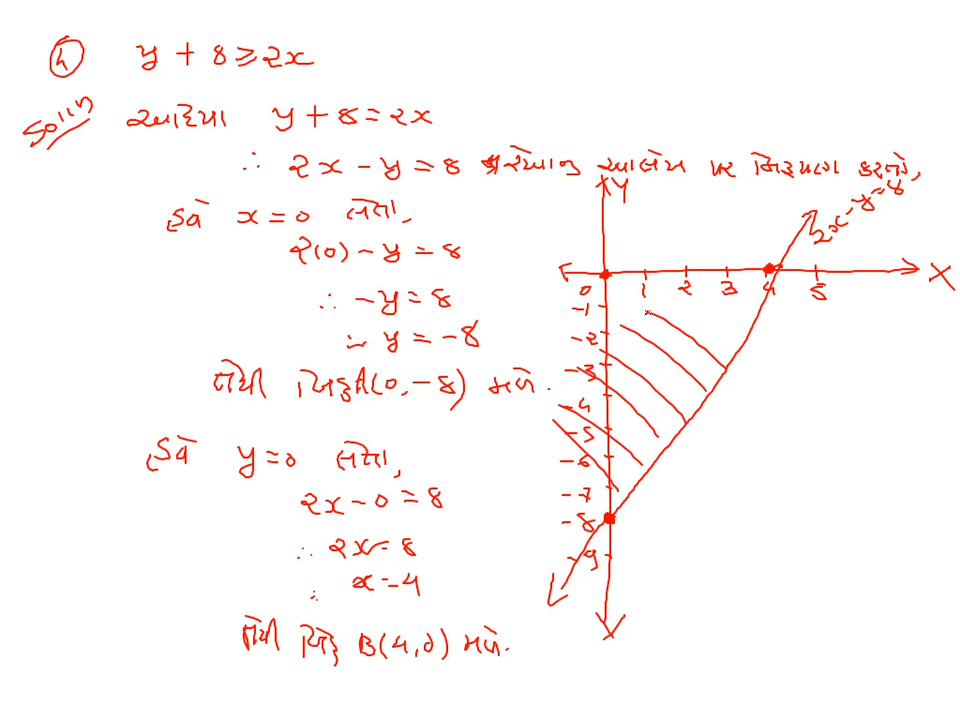 4 y + 8 ≥ 2x
Sol^n અહિયા y + 8 = 2x
∴ 2x - y = 8 રેખાનુ આલેખ પર નિરૂપણ કરતા,
હવે x = 0 લેતા,
2(0) - y = 8
∴ -y = 8
∴ y = -8
તેથી બિંદુ A(0, -8) મળે.
હવે y = 0 લેતા,
2x - 0 = 8
∴ 2x = 8
∴ x = 4
તેથી બિંદુ B(4, 0) મળે.
Y
2x - y = 8
X
0 1 2 3 4 5
-1
-2
-3
-4
-5
-6
-7
-8
-9